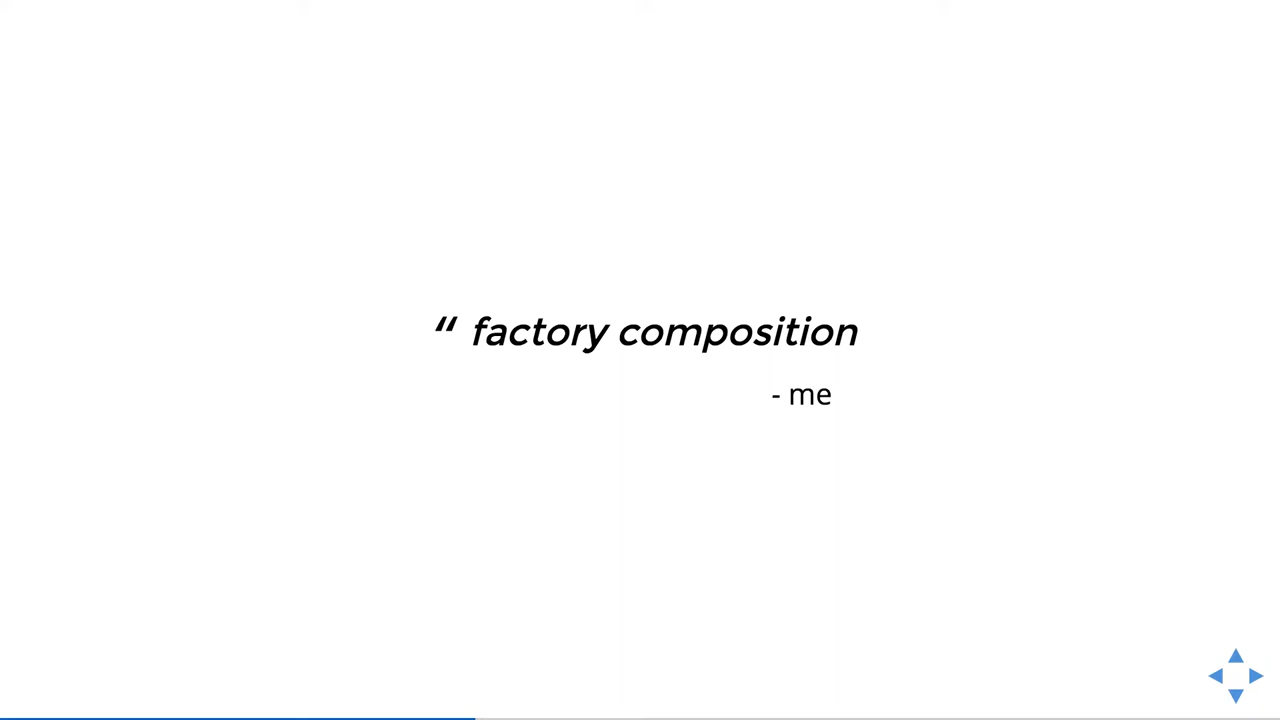 “ factory composition
- me